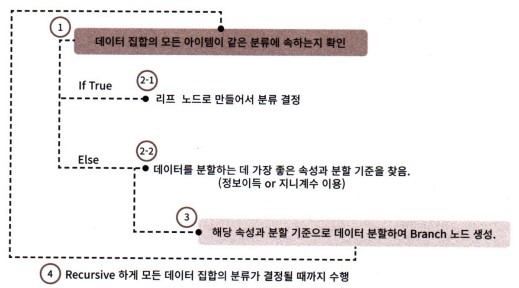 1
데이터 집합의 모든 아이템이 같은 분류에 속하는지 확인
If True
2-1
리프 노드로 만들어서 분류 결정
Else
2-2
데이터를 분할하는 데 가장 좋은 속성과 분할 기준을 찾음.
(정보이득 or 지니계수 이용)
3
해당 속성과 분할 기준으로 데이터 분할하여 Branch 노드 생성.
4 Recursive 하게 모든 데이터 집합의 분류가 결정될 때까지 수행